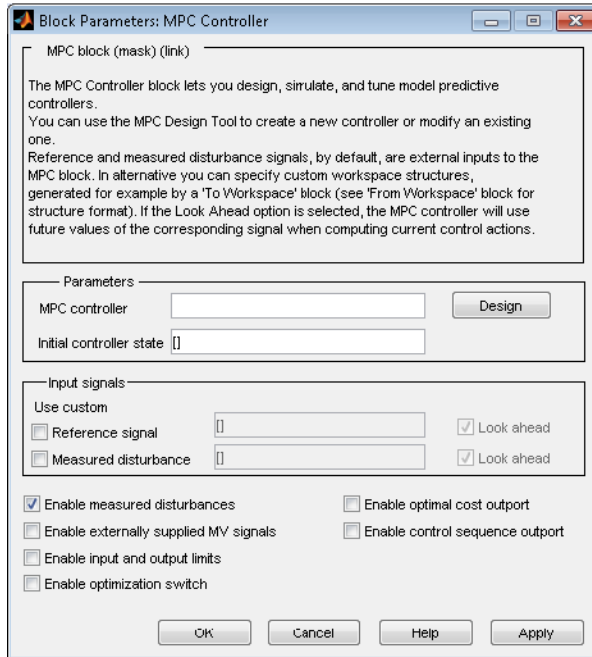 Block Parameters: MPC Controller
MPC block (mask) (link)
The MPC Controller block lets you design, simulate, and tune model predictive
controllers.
You can use the MPC Design Tool to create a new controller or modify an existing
one.
Reference and measured disturbance signals, by default, are external inputs to the
MPC block. In alternative you can specify custom workspace structures,
generated for example by a 'To Workspace' block (see 'From Workspace' block for
structure format). If the Look Ahead option is selected, the MPC controller will use
future values of the corresponding signal when computing current control actions.
Parameters
MPC controller
Design
Initial controller state []
Input signals
Use custom
Reference signal [] Look ahead
Measured disturbance [] Look ahead
Enable measured disturbances
Enable optimal cost outport
Enable externally supplied MV signals
Enable control sequence outport
Enable input and output limits
Enable optimization switch
OK Cancel Help Apply